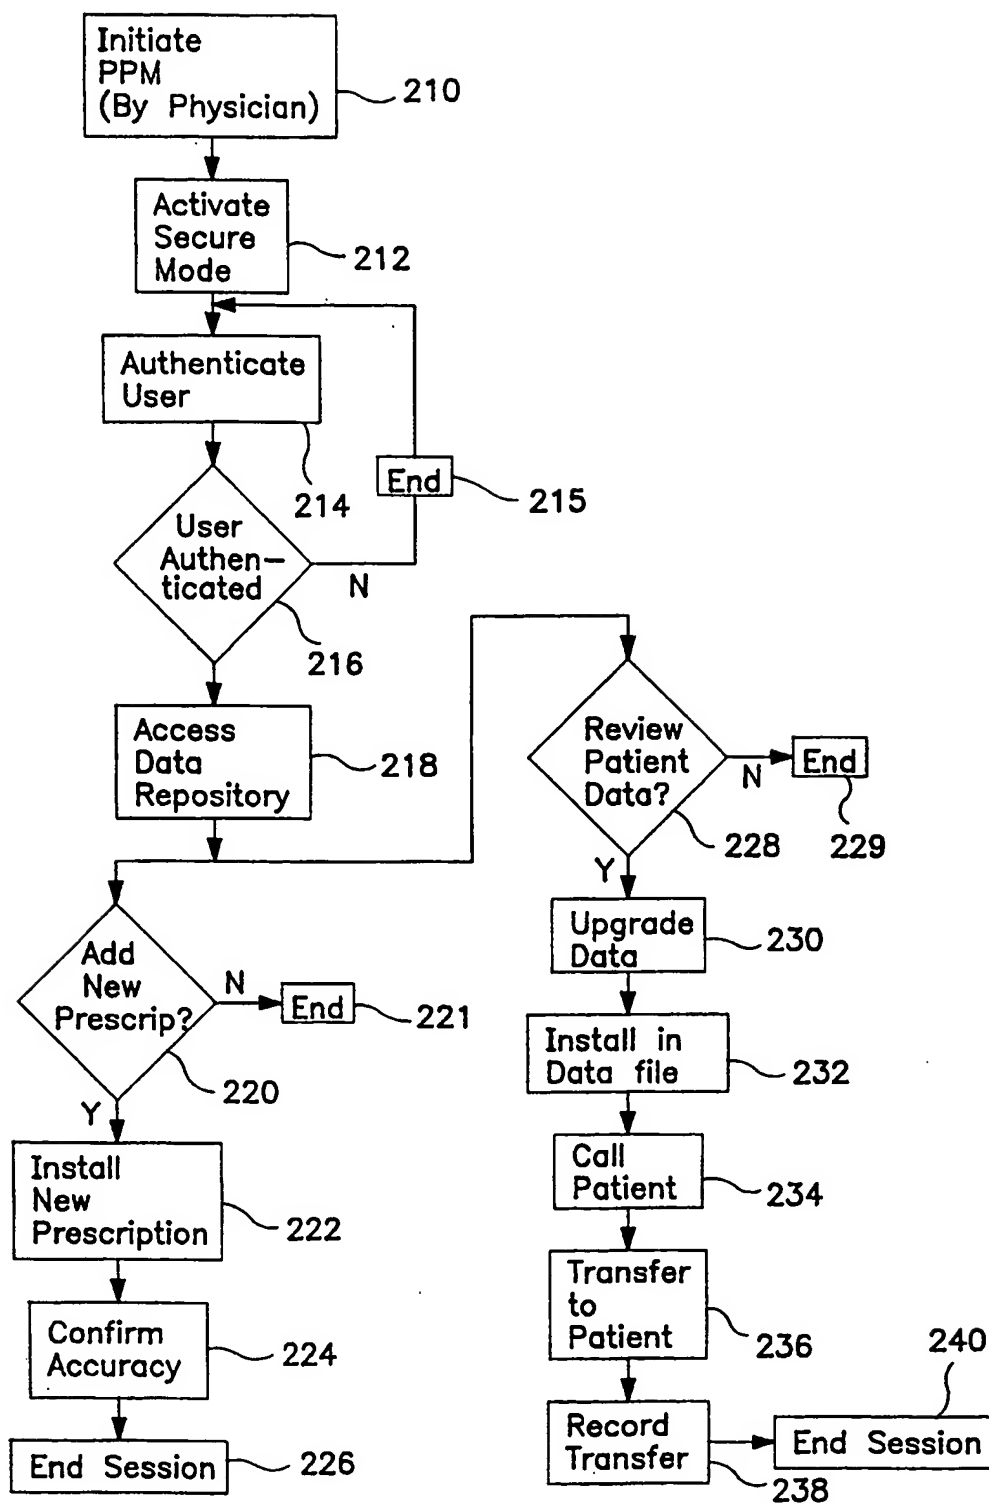 Initiate
PPM
(By Physician)
210
Activate
Secure
Mode
212
Authenticate
User
214
End
215
User
Authen-
ticated
N
216
Access
Data
Repository
218
Add
New
Prescrip?
N
End
221
220
Y
Install
New
Prescription
222
Confirm
Accuracy
224
End Session
226
Review
Patient
Data?
N
End
229
228
Y
Upgrade
Data
230
Install in
Data file
232
Call
Patient
234
Transfer
to
Patient
236
Record
Transfer
238
End Session
240